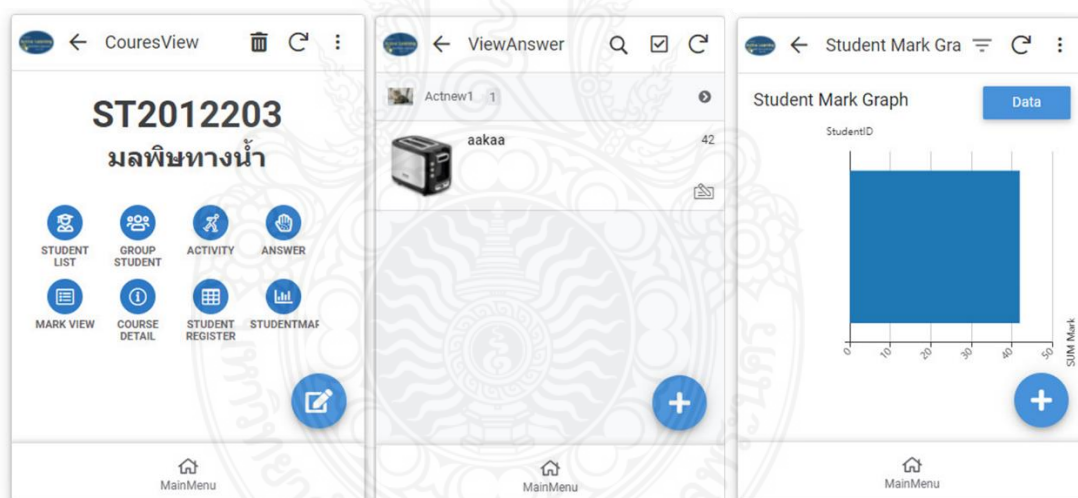 CouresView
ST2012203
มลพิษทางน้ำ
STUDENT LIST
GROUP STUDENT
ACTIVITY
ANSWER
MARK VIEW
COURSE DETAIL
STUDENT REGISTER
STUDENTMAF
MainMenu
ViewAnswer
Actnew1 1
aakaa
42
MainMenu
Student Mark Gra
Student Mark Graph
Data
StudentID
0 10 20 30 40 50
SUM Mark
MainMenu